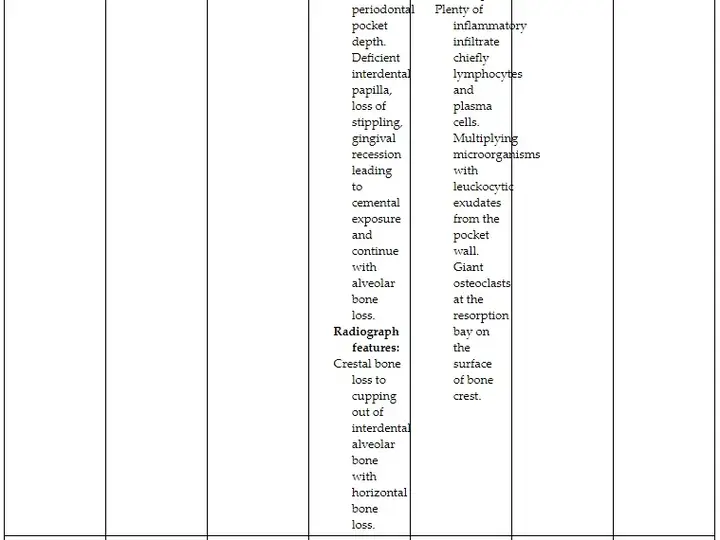 periodontal
pocket
depth.
Deficient
interdental
papilla,
loss of
stippling,
gingival
recession
leading
to
cemental
exposure
and
continue
with
alveolar
bone
loss.
Radiograph
features:
Crestal bone
loss to
cupping
out of
interdental
alveolar
bone
with
horizontal
bone
loss.
Plenty of
inflammatory
infiltrate
chiefly
lymphocytes
and
plasma
cells.
Multiplying
microorganisms
with
leuckocytic
exudates
from the
pocket
wall.
Giant
osteoclasts
at the
resorption
bay on
the
surface
of bone
crest.